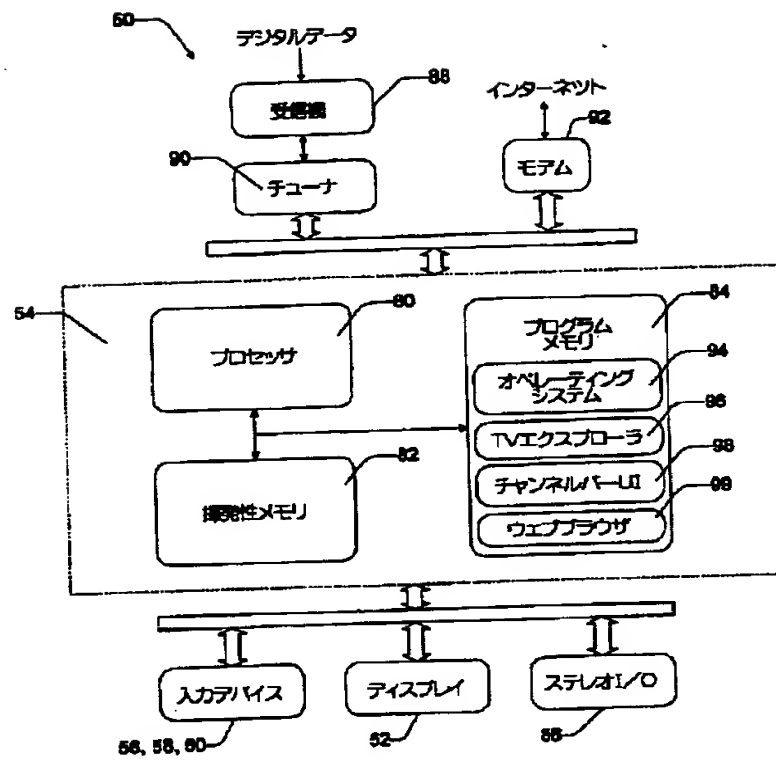 60
デジタルデータ
受信機
88
インターネット
92
モデム
90
チューナ
54
プロセッサ
80
プログラム
メモリ
84
オペレーティング
システム
94
TVエクスプローラ
96
チャンネルバーUI
98
ウェブブラウザ
99
揮発性メモリ
82
入力デバイス
56, 58, 60
ディスプレイ
52
ステレオI/O
55